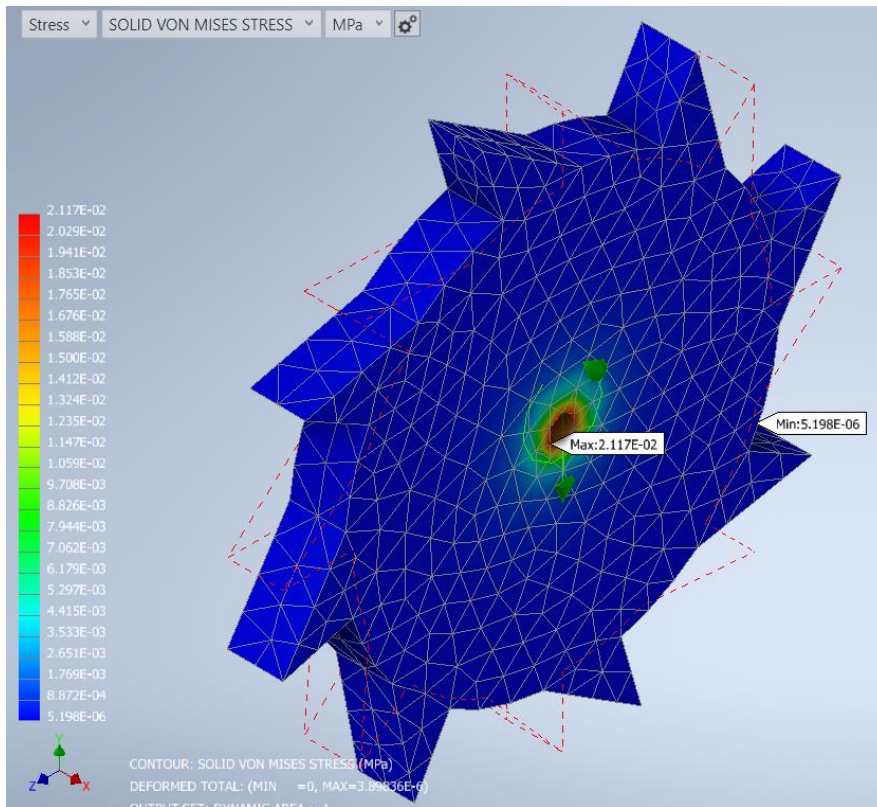 Stress SOLID VON MISES STRESS MPa
2.117E-02
2.029E-02
1.941E-02
1.853E-02
1.765E-02
1.676E-02
1.588E-02
1.500E-02
1.412E-02
1.324E-02
1.235E-02
1.147E-02
1.059E-02
9.708E-03
8.826E-03
7.944E-03
7.062E-03
6.179E-03
5.297E-03
4.415E-03
3.533E-03
2.651E-03
1.769E-03
8.872E-04
5.198E-06
Min:5.198E-06
Max:2.117E-02
Y
Z X
CONTOUR: SOLID VON MISES STRESS (MPa)
DEFORMED TOTAL: (MIN =0, MAX=3.89836E-6)
OUTPUT SET: DYNAMIC AREA = 1